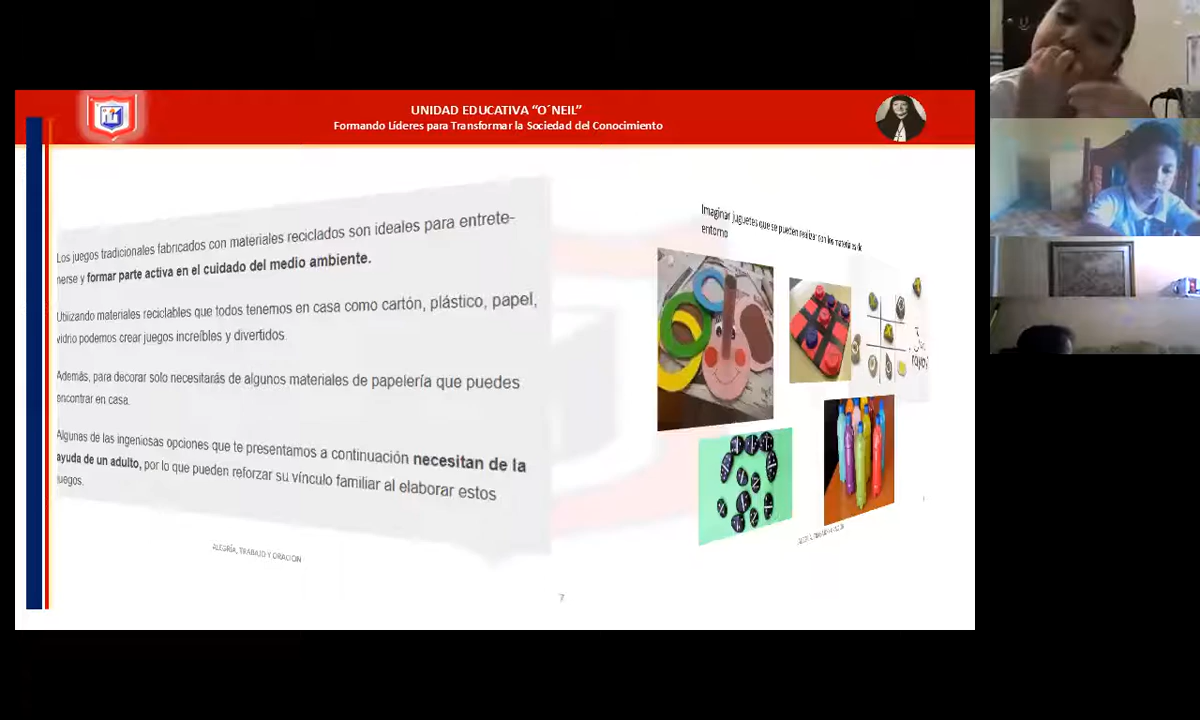 UNIDAD EDUCATIVA “O´NEIL”
Formando Líderes para Transformar la Sociedad del Conocimiento
Los juegos tradicionales fabricados con materiales reciclados son ideales para entrete-
nerse y formar parte activa en el cuidado del medio ambiente.
Utilizando materiales reciclables que todos tenemos en casa como cartón, plástico, papel,
vidrio podemos crear juegos increíbles y divertidos.
Además, para decorar solo necesitarás de algunos materiales de papelería que puedes
encontrar en casa.
Algunas de las ingeniosas opciones que te presentamos a continuación necesitan de la
ayuda de un adulto, por lo que pueden reforzar su vínculo familiar al elaborar estos
juegos.
ALEGRÍA, TRABAJO Y ORACIÓN
Imaginar juguetes que se pueden realizar con los materiales de
entorno
7